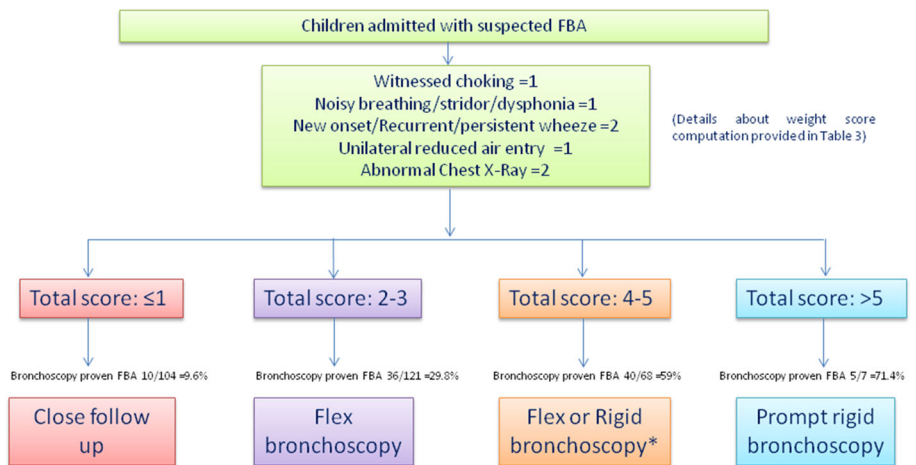 Children admitted with suspected FBA
Witnessed choking =1
Noisy breathing/stridor/dysphonia =1
New onset/Recurrent/persistent wheeze =2
Unilateral reduced air entry =1
Abnormal Chest X-Ray =2
(Details about weight score
computation provided in Table 3)
Total score: ≤1
Total score: 2-3
Total score: 4-5
Total score: >5
Bronchoscopy proven FBA 10/104 =9.6%
Bronchoscopy proven FBA 36/121 =29.8%
Bronchoscopy proven FBA 40/68 =59%
Bronchoscopy proven FBA 5/7 =71.4%
Close follow
up
Flex
bronchoscopy
Flex or Rigid
bronchoscopy*
Prompt rigid
bronchoscopy